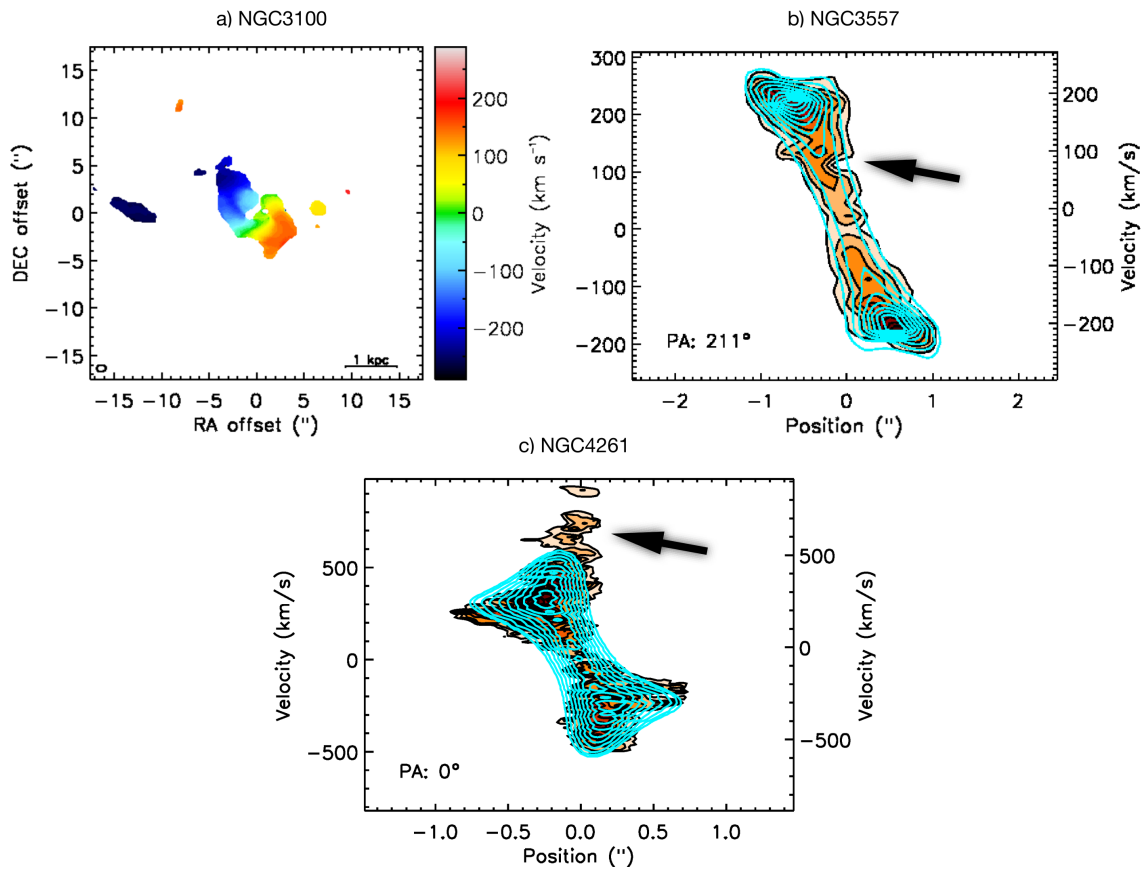 a) NGC3100
15
10
5
0
−5
−10
−15
DEC offset (")
−15 −10 −5 0 5 10 15
RA offset (")
1 kpc
200
100
0
−100
−200
Velocity (km s⁻¹)
b) NGC3557
300
200
100
0
−100
−200
200
100
0
−100
−200
Velocity (km/s)
PA: 211°
−2 −1 0 1 2
Position (")
c) NGC4261
500
0
−500
Velocity (km/s)
500
0
−500
Velocity (km/s)
PA: 0°
−1.0 −0.5 0.0 0.5 1.0
Position (")